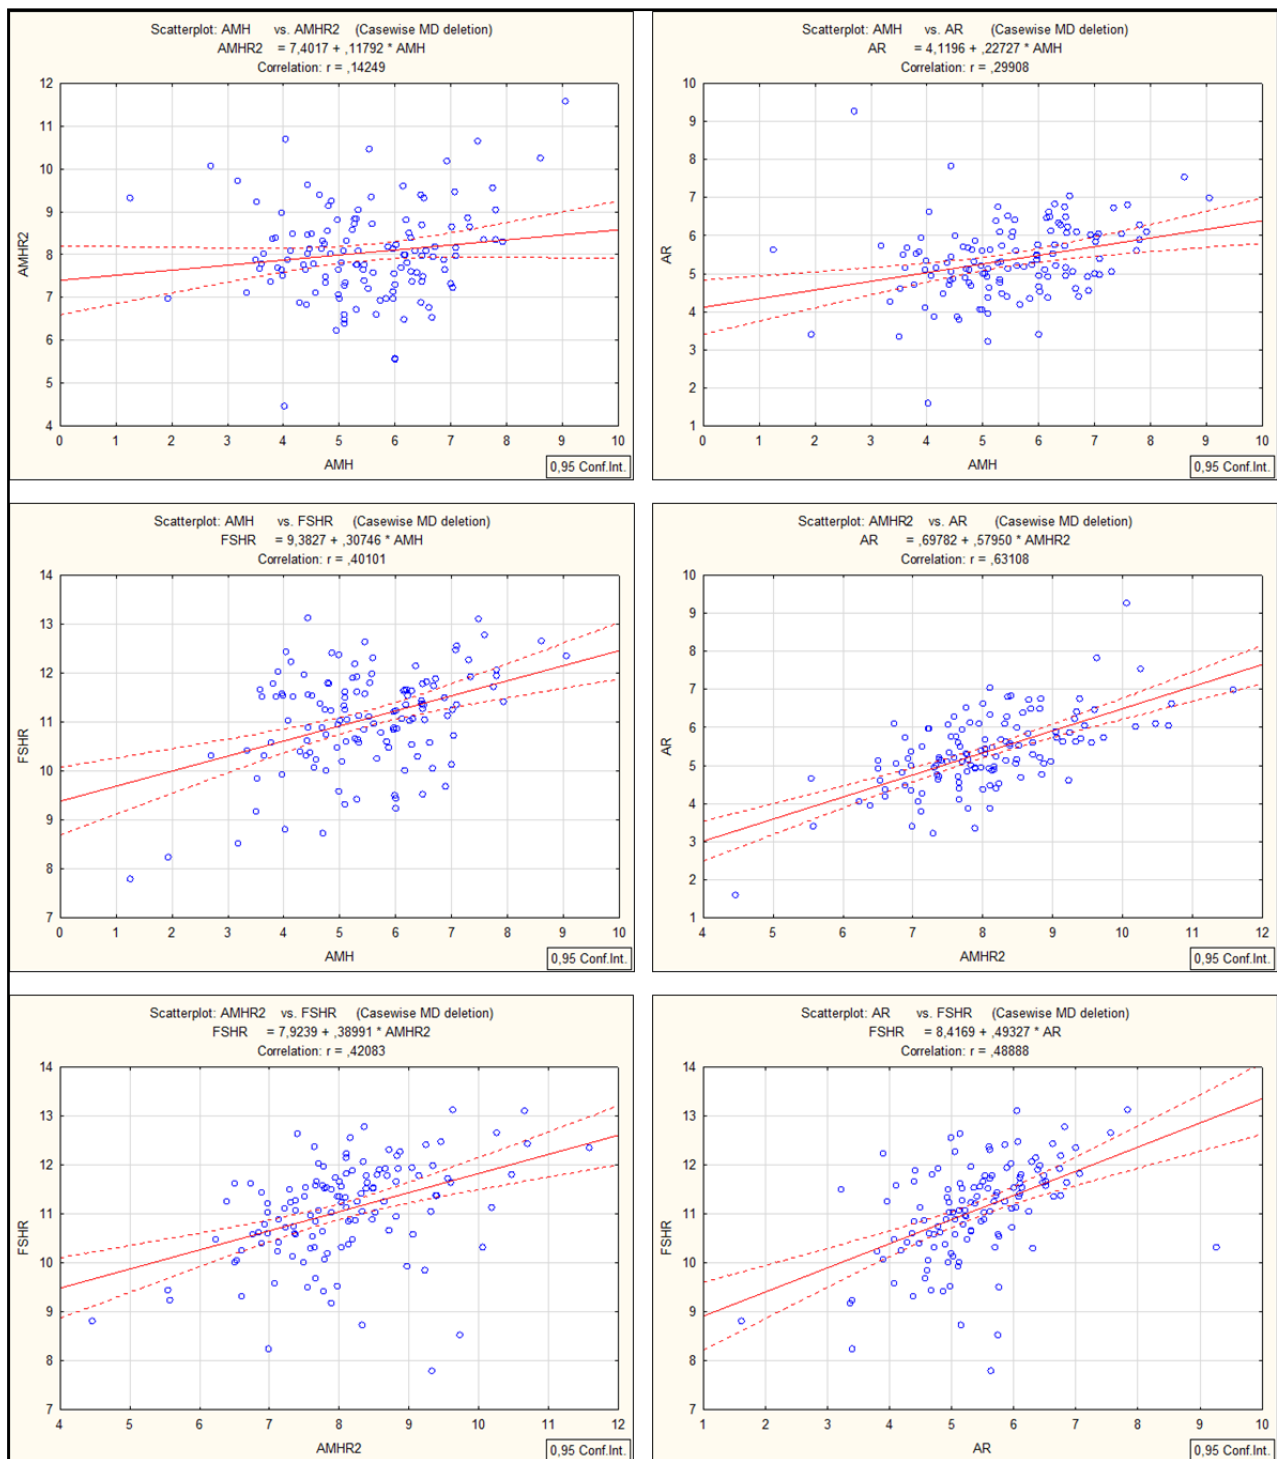 Scatterplot: AMH vs. AMHR2 (Casewise MD deletion)
AMHR2 = 7,4017 + ,11792 * AMH
Correlation: r = ,14249
12
11
10
9
8
7
6
5
4
AMHR2
0 1 2 3 4 5 6 7 8 9 10
AMH
0,95 Conf.Int.
Scatterplot: AMH vs. AR (Casewise MD deletion)
AR = 4,1196 + ,22727 * AMH
Correlation: r = ,29908
10
9
8
7
6
5
4
3
2
1
AR
0 1 2 3 4 5 6 7 8 9 10
AMH
0,95 Conf.Int.
Scatterplot: AMH vs. FSHR (Casewise MD deletion)
FSHR = 9,3827 + ,30746 * AMH
Correlation: r = ,40101
14
13
12
11
10
9
8
7
FSHR
0 1 2 3 4 5 6 7 8 9 10
AMH
0,95 Conf.Int.
Scatterplot: AMHR2 vs. AR (Casewise MD deletion)
AR = ,69782 + ,57950 * AMHR2
Correlation: r = ,63108
10
9
8
7
6
5
4
3
2
1
AR
4 5 6 7 8 9 10 11 12
AMHR2
0,95 Conf.Int.
Scatterplot: AMHR2 vs. FSHR (Casewise MD deletion)
FSHR = 7,9239 + ,38991 * AMHR2
Correlation: r = ,42083
14
13
12
11
10
9
8
7
FSHR
4 5 6 7 8 9 10 11 12
AMHR2
0,95 Conf.Int.
Scatterplot: AR vs. FSHR (Casewise MD deletion)
FSHR = 8,4169 + ,49327 * AR
Correlation: r = ,48888
14
13
12
11
10
9
8
7
FSHR
1 2 3 4 5 6 7 8 9 10
AR
0,95 Conf.Int.